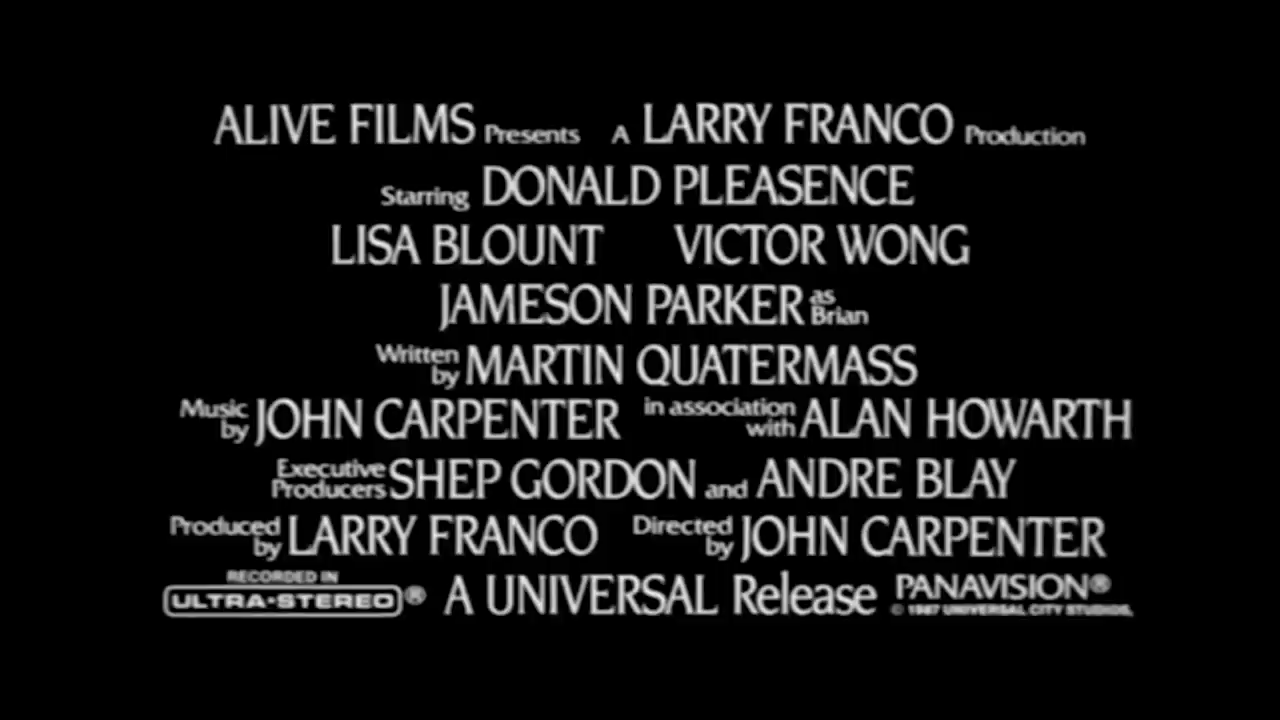 ALIVE FILMS Presents A LARRY FRANCO Production
Starring DONALD PLEASENCE
LISA BLOUNT VICTOR WONG
JAMESON PARKER as Brian
Written by MARTIN QUATERMASS
Music by JOHN CARPENTER in association with ALAN HOWARTH
Executive Producers SHEP GORDON and ANDRE BLAY
Produced by LARRY FRANCO Directed by JOHN CARPENTER
RECORDED IN ULTRA-STEREO® A UNIVERSAL Release PANAVISION®
© 1987 UNIVERSAL CITY STUDIOS,